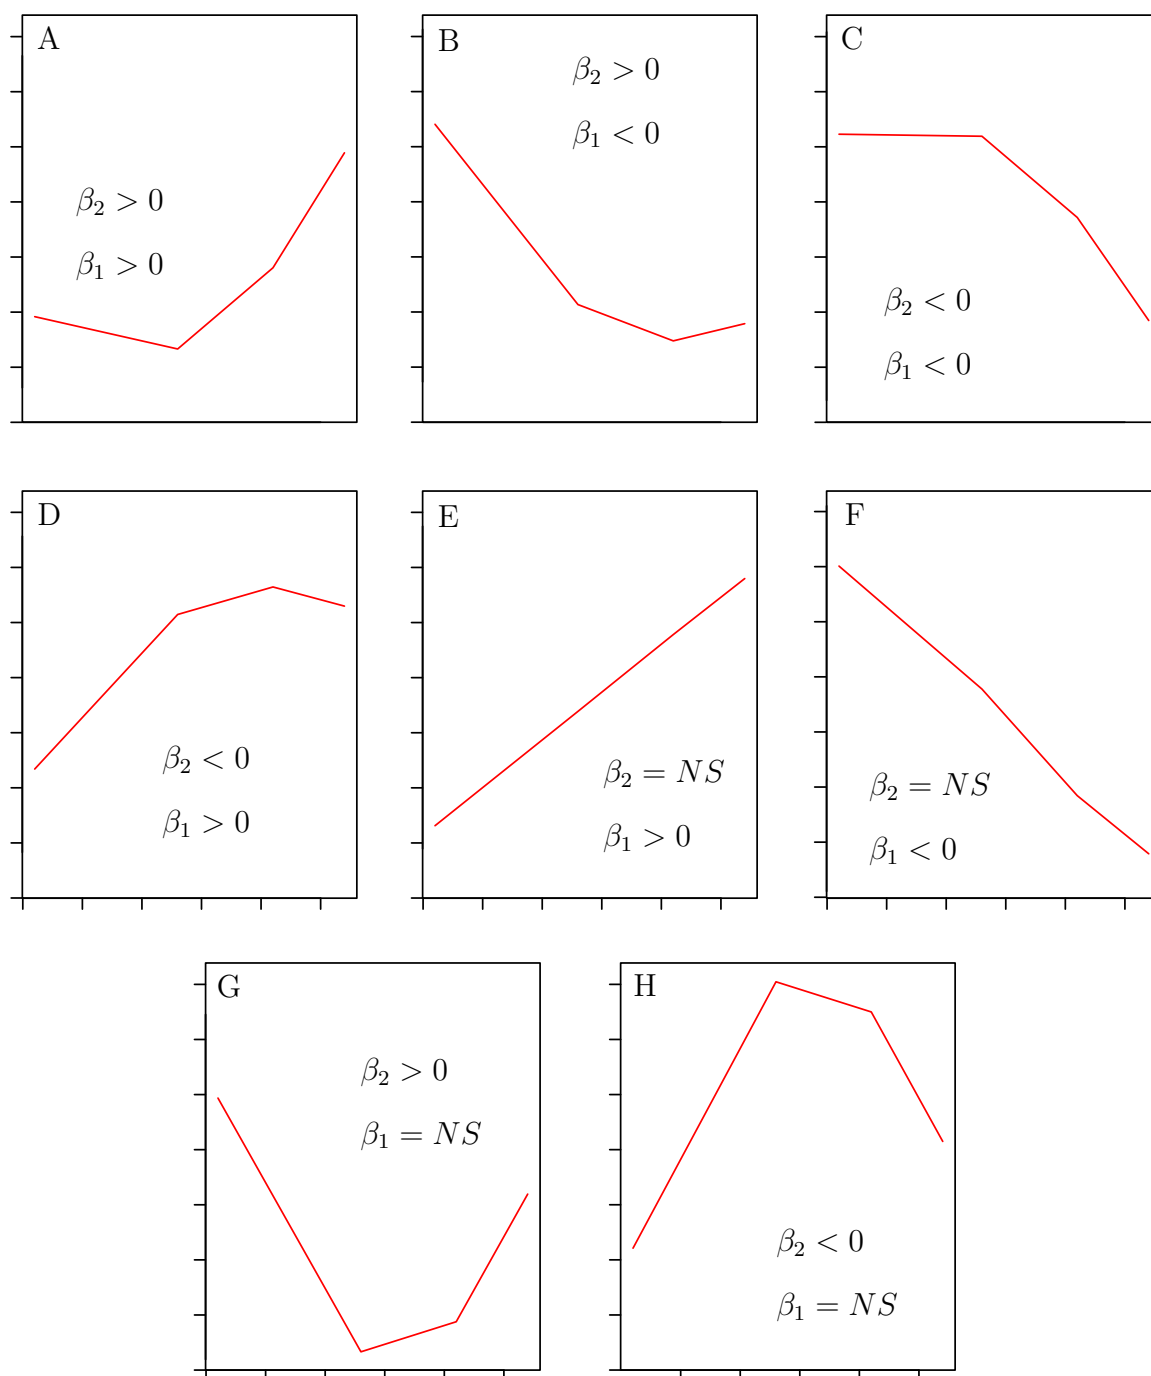 A
β₂ > 0
β₁ > 0
B
β₂ > 0
β₁ < 0
C
β₂ < 0
β₁ < 0
D
β₂ < 0
β₁ > 0
E
β₂ = NS
β₁ > 0
F
β₂ = NS
β₁ < 0
G
β₂ > 0
β₁ = NS
H
β₂ < 0
β₁ = NS